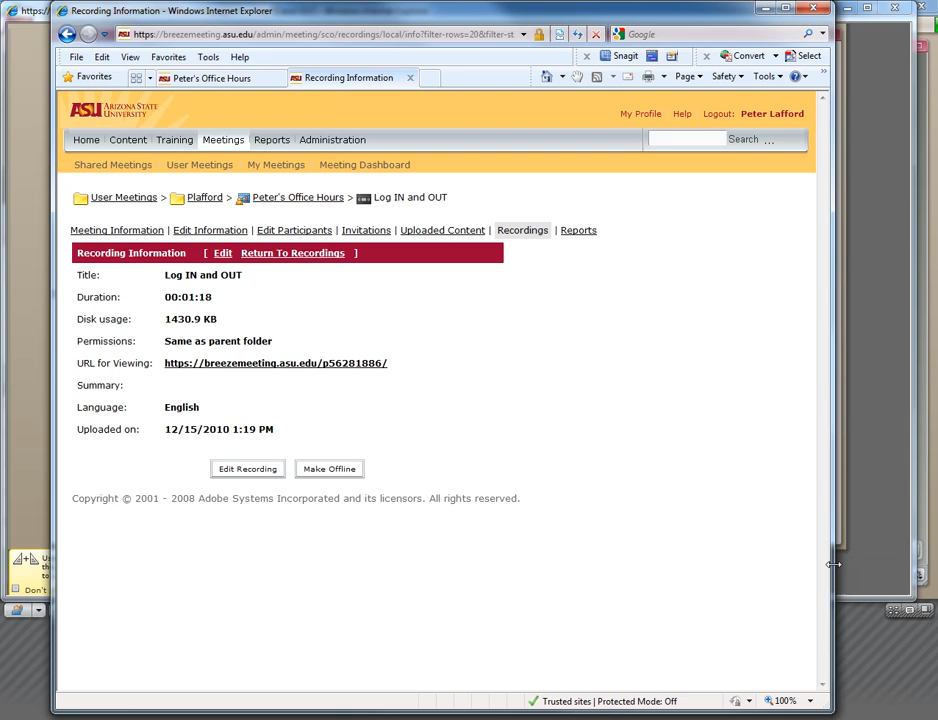 https:
Recording Information - Windows Internet Explorer
https://breezemeeting.asu.edu/admin/meeting/sco/recordings/local/info?filter-rows=20&filter-st
Google
File Edit View Favorites Tools Help
Snagit
Convert
Select
Favorites
Peter's Office Hours
Recording Information
Page
Safety
Tools
ASU ARIZONA STATE UNIVERSITY
My Profile Help Logout: Peter Lafford
Home Content Training Meetings Reports Administration
Search ...
Shared Meetings User Meetings My Meetings Meeting Dashboard
User Meetings > Plafford > Peter's Office Hours > Log IN and OUT
Meeting Information | Edit Information | Edit Participants | Invitations | Uploaded Content | Recordings | Reports
Recording Information [ Edit Return To Recordings ]
Title: Log IN and OUT
Duration: 00:01:18
Disk usage: 1430.9 KB
Permissions: Same as parent folder
URL for Viewing: https://breezemeeting.asu.edu/p56281886/
Summary:
Language: English
Uploaded on: 12/15/2010 1:19 PM
Edit Recording
Make Offline
Copyright © 2001 - 2008 Adobe Systems Incorporated and its licensors. All rights reserved.
Don't
Trusted sites | Protected Mode: Off
100%